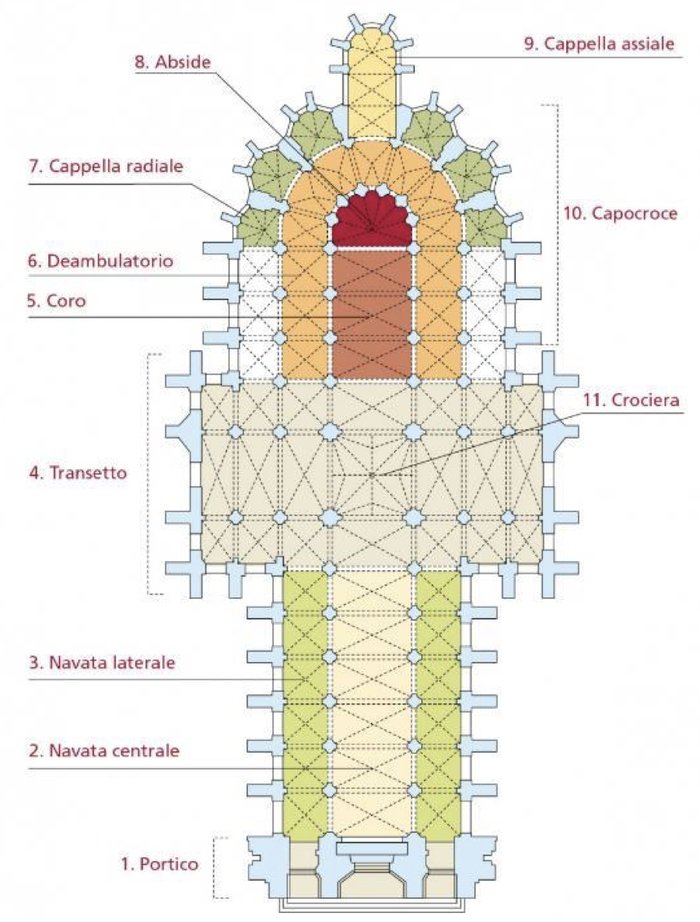 9. Cappella assiale
8. Abside
7. Cappella radiale
10. Capocroce
6. Deambulatorio
5. Coro
11. Crociera
4. Transetto
3. Navata laterale
2. Navata centrale
1. Portico